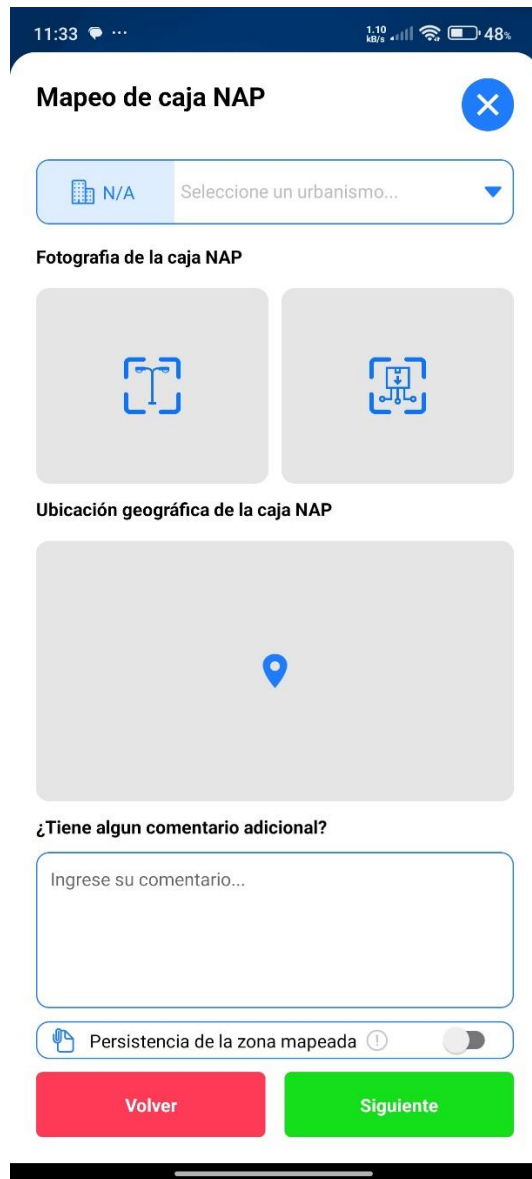 11:33 ...
1.10 kB/s 48%
Mapeo de caja NAP
N/A Seleccione un urbanismo...
Fotografia de la caja NAP
Ubicación geográfica de la caja NAP
¿Tiene algun comentario adicional?
Ingrese su comentario...
Persistencia de la zona mapeada
Volver Siguiente